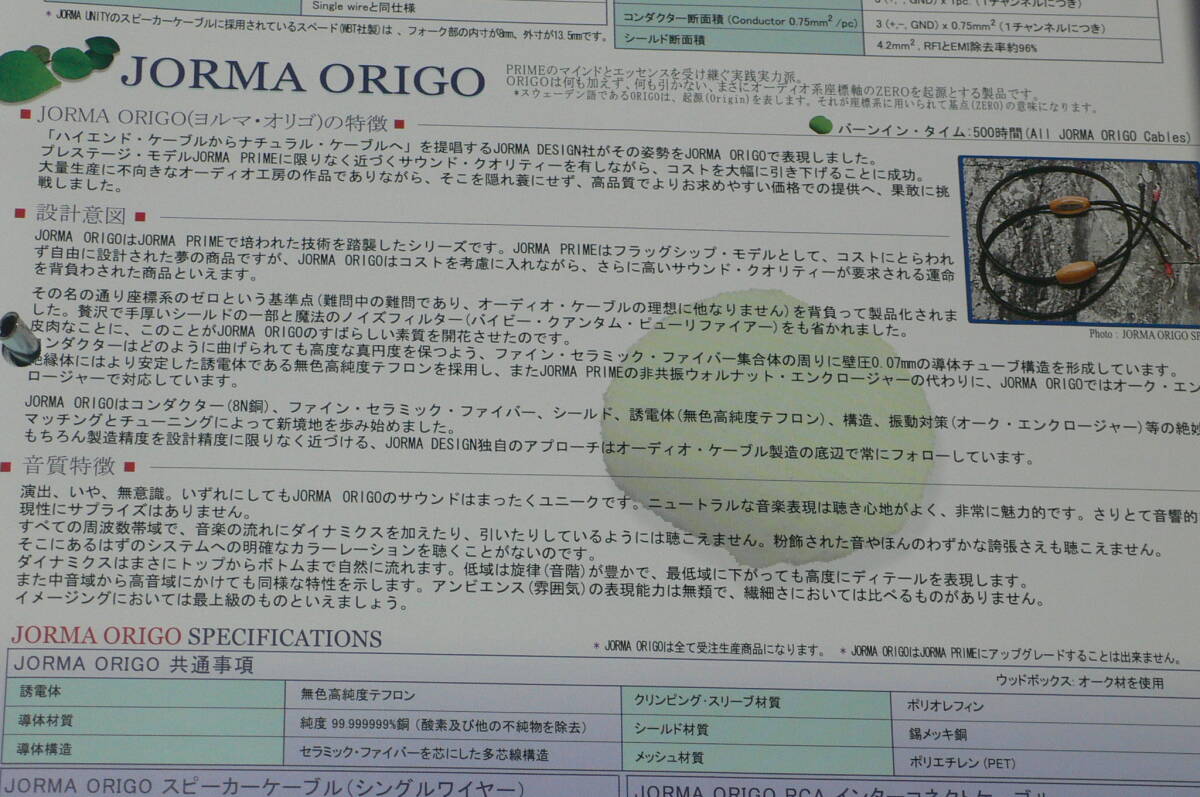 Single wireと同仕様
* JORMA UNITYのスピーカーケーブルに採用されているスペード(WBT社製)は 、フォーク部の内寸が8mm、外寸が13.5mmです。
3 (+,-, GND) x 1pc. (1チャンネルにつき)
コンダクター断面積 (Conductor 0.75mm² /pc)
3 (+,-, GND) x 0.75mm² (1チャンネルにつき)
シールド断面積
4.2mm² , RFIとEMI除去率約96%
JORMA ORIGO
PRIMEのマインドとエッセンスを受け継ぐ実践実力派。
ORIGOは何も加えず、何も引かない、まさにオーディオ系座標軸のZEROを起源とする製品です。
*スウェーデン語であるORIGOは、起源(Origin)を表します。それが座標系に用いられて基点(ZERO)の意味になります。
■ JORMA ORIGO(ヨルマ・オリゴ)の特徴 ■
バーンイン・タイム:500時間(All JORMA ORIGO Cables)
「ハイエンド・ケーブルからナチュラル・ケーブルへ」を提唱するJORMA DESIGN社がその姿勢をJORMA ORIGOで表現しました。
プレステージ・モデルJORMA PRIMEに限りなく近づくサウンド・クオリティーを有しながら、コストを大幅に引き下げることに成功。
大量生産に不向きなオーディオ工房の作品でありながら、そこを隠れ蓑にせず、高品質でよりお求めやすい価格での提供へ、果敢に挑
戦しました。
■ 設計意図 ■
JORMA ORIGOはJORMA PRIMEで培われた技術を踏襲したシリーズです。JORMA PRIMEはフラッグシップ・モデルとして、コストにとらわれ
ず自由に設計された夢の商品ですが、JORMA ORIGOはコストを考慮に入れながら、さらに高いサウンド・クオリティーが要求される運命
を背負わされた商品といえます。
Photo : JORMA ORIGO SP
その名の通り座標系のゼロという基準点(難問中の難問であり、オーディオ・ケーブルの理想に他なりません)を背負って製品化されま
した。贅沢で手厚いシールドの一部と魔法のノイズフィルター(バイビー・クアンタム・ピューリファイアー)をも省かれました。
皮肉なことに、このことがJORMA ORIGOのすばらしい素質を開花させたのです。
コンダクターはどのように曲げられても高度な真円度を保つよう、ファイン・セラミック・ファイバー集合体の周りに壁圧0.07mmの導体チューブ構造を形成しています。
絶縁体にはより安定した誘電体である無色高純度テフロンを採用し、またJORMA PRIMEの非共振ウォルナット・エンクロージャーの代わりに、JORMA ORIGOではオーク・エン
ロージャーで対応しています。
JORMA ORIGOはコンダクター(8N銅)、ファイン・セラミック・ファイバー、シールド、誘電体(無色高純度テフロン)、構造、振動対策(オーク・エンクロージャー)等の絶妙
マッチングとチューニングによって新境地を歩み始めました。
もちろん製造精度を設計精度に限りなく近づける、JORMA DESIGN独自のアプローチはオーディオ・ケーブル製造の底辺で常にフォローしています。
■ 音質特徴 ■
演出、いや、無意識。いずれにしてもJORMA ORIGOのサウンドはまったくユニークです。ニュートラルな音楽表現は聴き心地がよく、非常に魅力的です。さりとて音響的
現性にサプライズはありません。
すべての周波数帯域で、音楽の流れにダイナミクスを加えたり、引いたりしているようには聴こえません。粉飾された音やほんのわずかな誇張さえも聴こえません。
そこにあるはずのシステムへの明確なカラーレーションを聴くことがないのです。
ダイナミクスはまさにトップからボトムまで自然に流れます。低域は旋律(音階)が豊かで、最低域に下がっても高度にディテールを表現します。
また中音域から高音域にかけても同様な特性を示します。アンビエンス(雰囲気)の表現能力は無類で、繊細さにおいては比べるものがありません。
イメージングにおいては最上級のものといえましょう。
JORMA ORIGO SPECIFICATIONS
* JORMA ORIGOは全て受注生産商品になります。 * JORMA ORIGOはJORMA PRIMEにアップグレードすることは出来ません。
JORMA ORIGO 共通事項
ウッドボックス: オーク材を使用
誘電体
無色高純度テフロン
クリンピング・スリーブ材質
ポリオレフィン
導体材質
純度 99.999999%銅 (酸素及び他の不純物を除去)
シールド材質
錫メッキ銅
導体構造
セラミック・ファイバーを芯にした多芯線構造
メッシュ材質
ポリエチレン (PET)
JORMA ORIGO スピーカーケーブル(シングルワイヤー)
JORMA ORIGO RCA インターコネクトケーブル